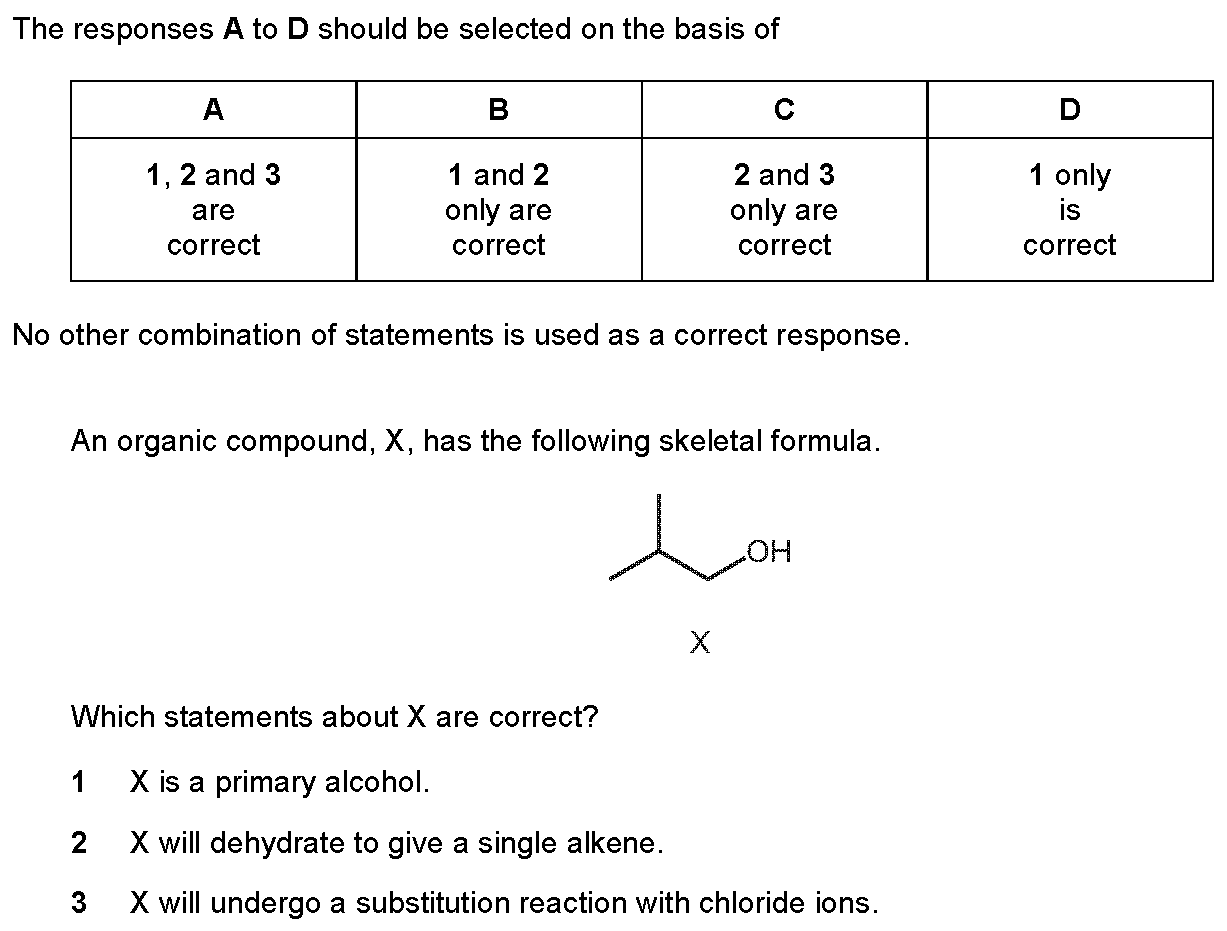 The responses A to D should be selected on the basis of
A B C D
1, 2 and 3 1 and 2 2 and 3 1 only
are only are only are is
correct correct correct correct
No other combination of statements is used as a correct response.
An organic compound, X, has the following skeletal formula.
OH
X
Which statements about X are correct?
1 X is a primary alcohol.
2 X will dehydrate to give a single alkene.
3 X will undergo a substitution reaction with chloride ions.